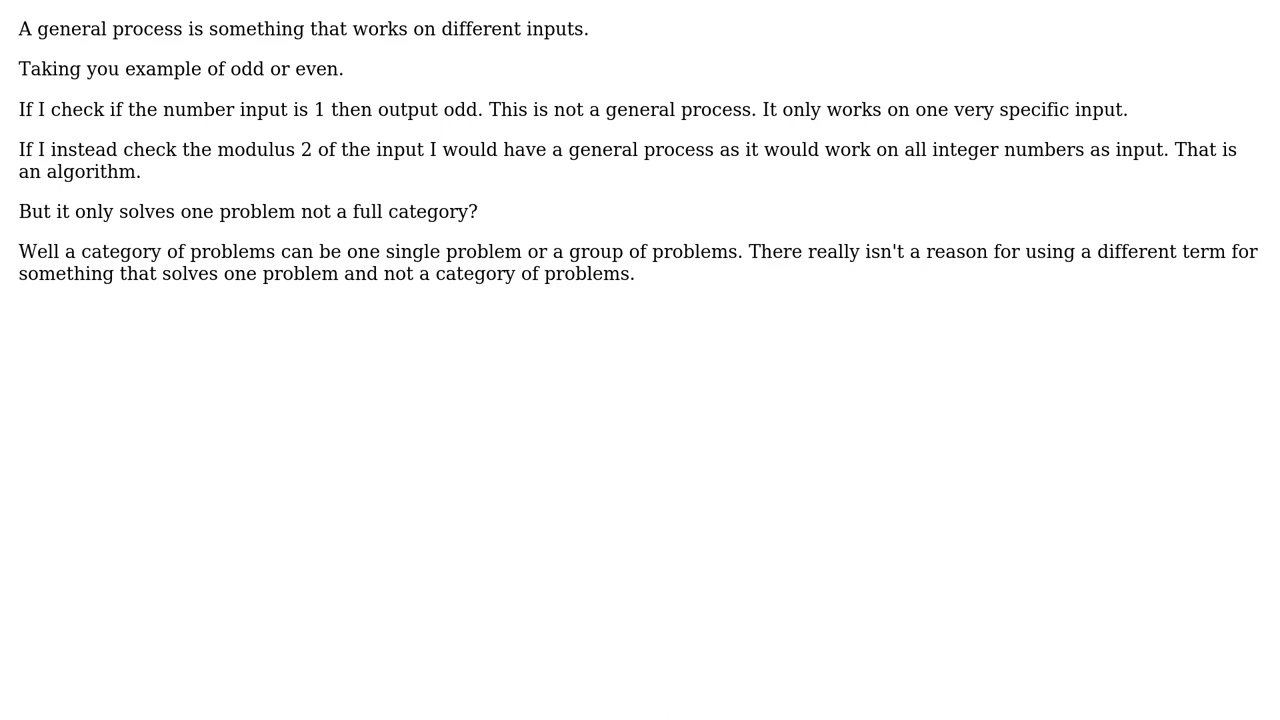 A general process is something that works on different inputs.
Taking you example of odd or even.
If I check if the number input is 1 then output odd. This is not a general process. It only works on one very specific input.
If I instead check the modulus 2 of the input I would have a general process as it would work on all integer numbers as input. That is
an algorithm.
But it only solves one problem not a full category?
Well a category of problems can be one single problem or a group of problems. There really isn't a reason for using a different term for
something that solves one problem and not a category of problems.